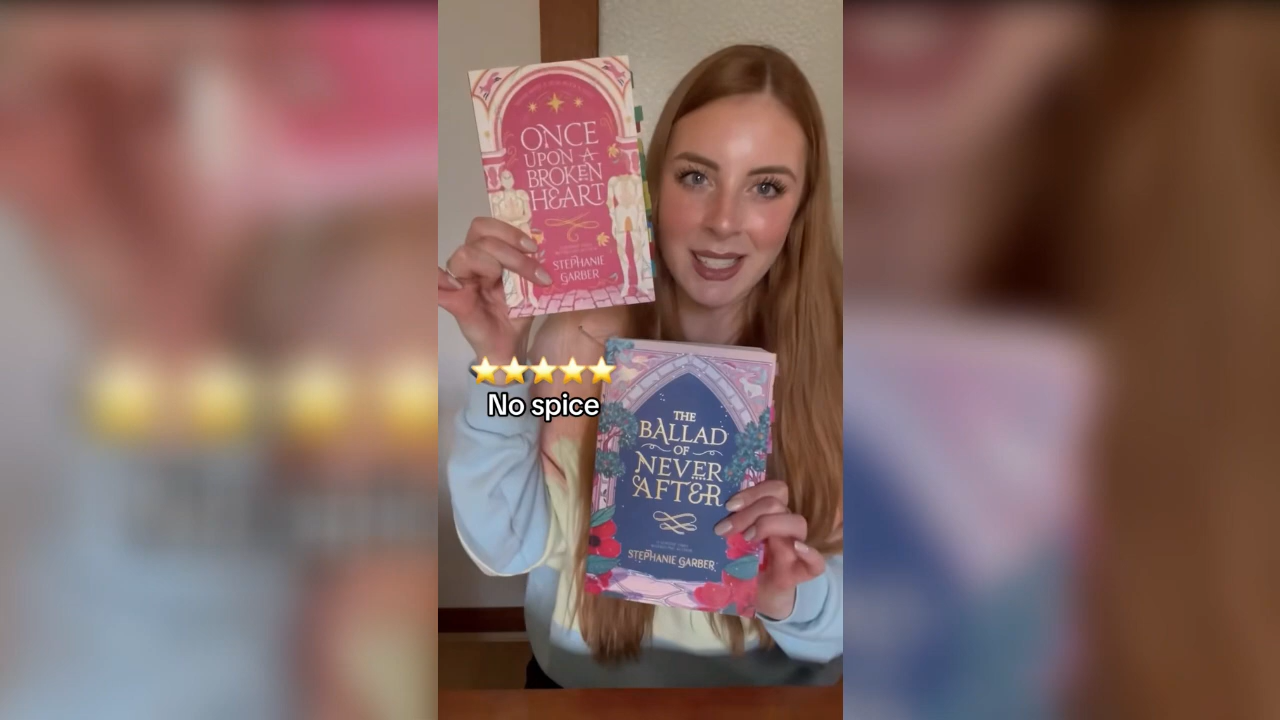 ONCE
UPON A
BROKEN
HEART
STEPHANIE
GARBER
No spice
THE
BALLAD
OF
NEVER
AFTER
STEPHANIE GARBER